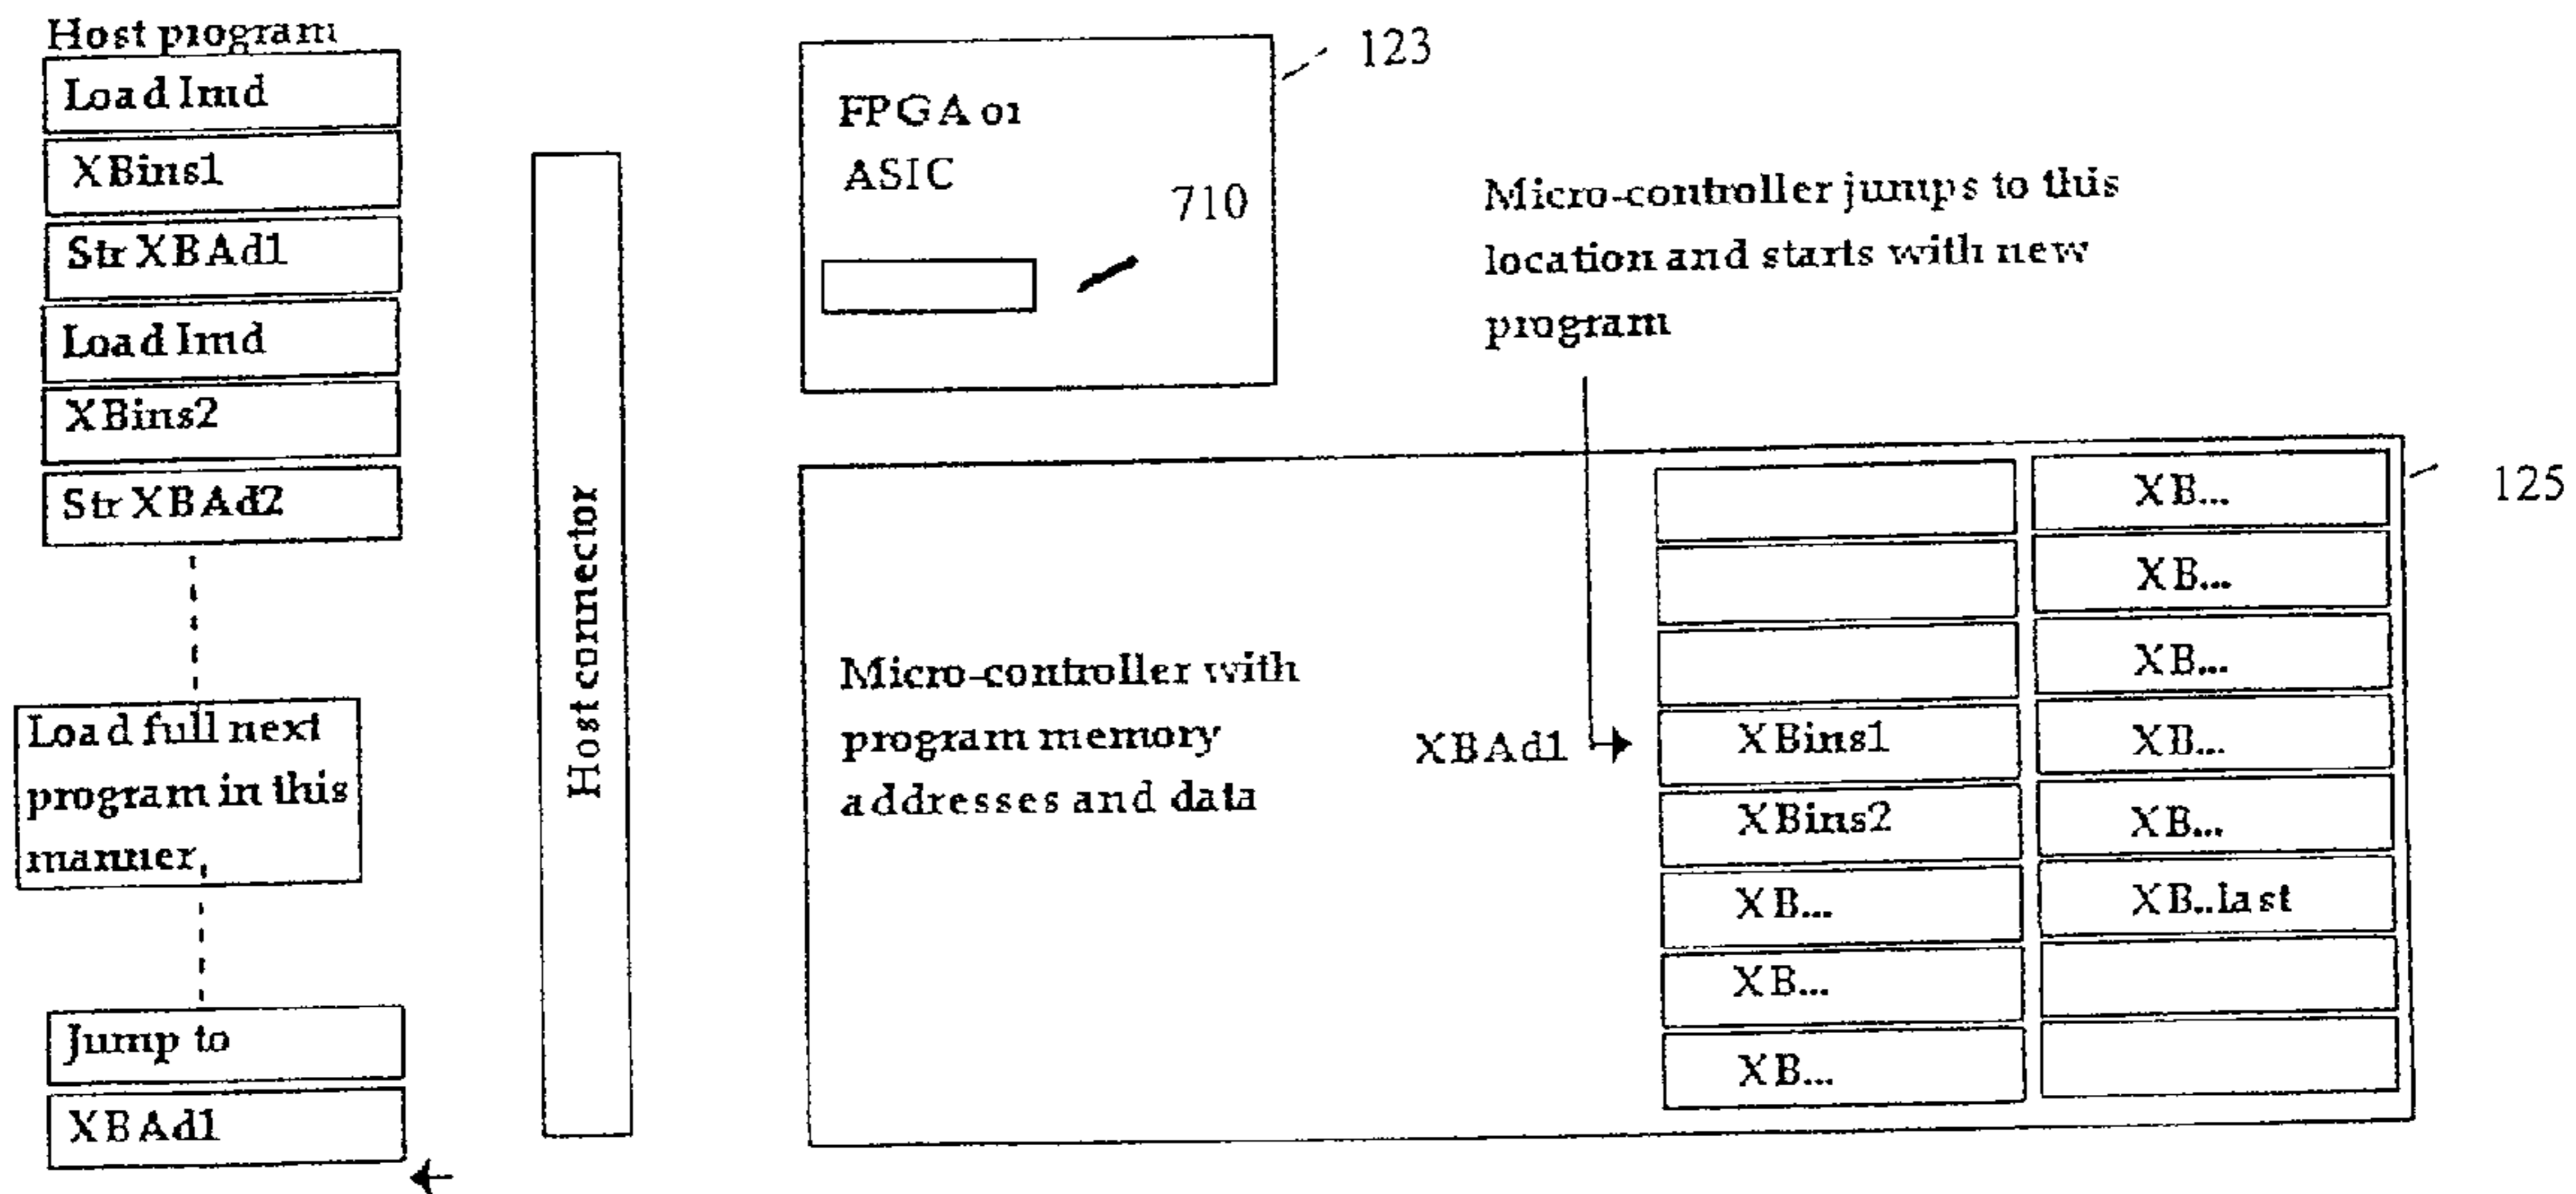 Host program
Load Imd
XBins1
Str XBAd1
Load Imd
XBins2
Str XBAd2
Load full next
program in this
manner
Jump to
XBAd1
Host connector
FPGA or
ASIC
710
123
Micro-controller jumps to this
location and starts with new
program
125
Micro-controller with
program memory
addresses and data
XBAd1
XBins1
XBins2
XB...
XB...
XB...
XB...
XB...
XB...
XB...
XB...
XB..last